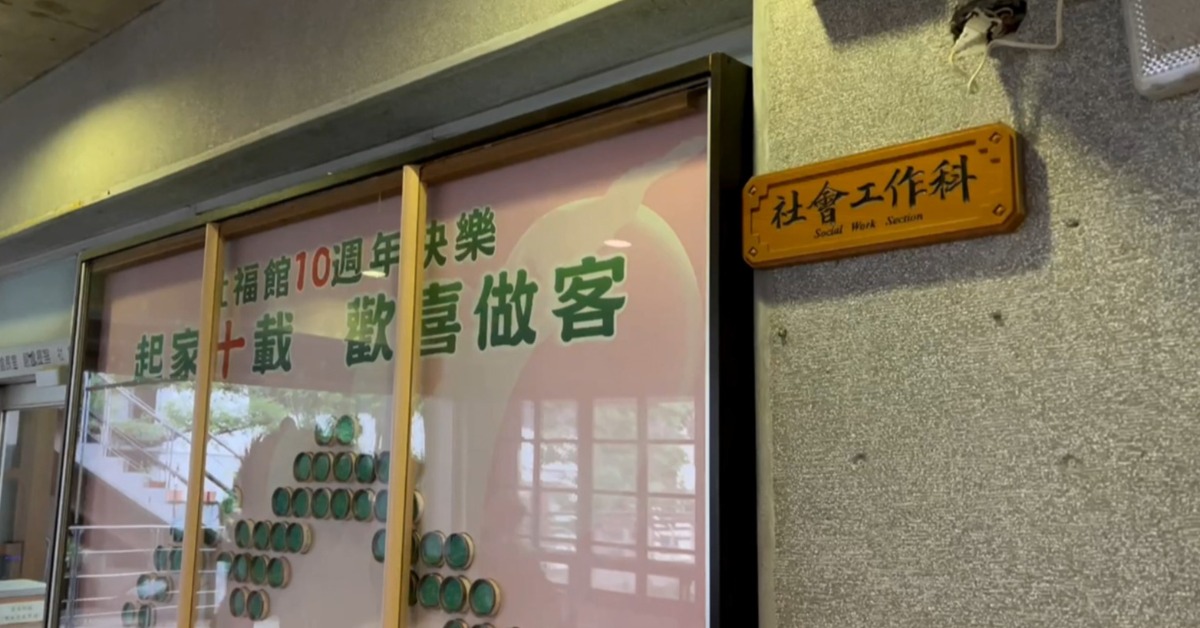 社福館10週年快樂
起家十載 歡喜做客
社會工作科
Social Work Section